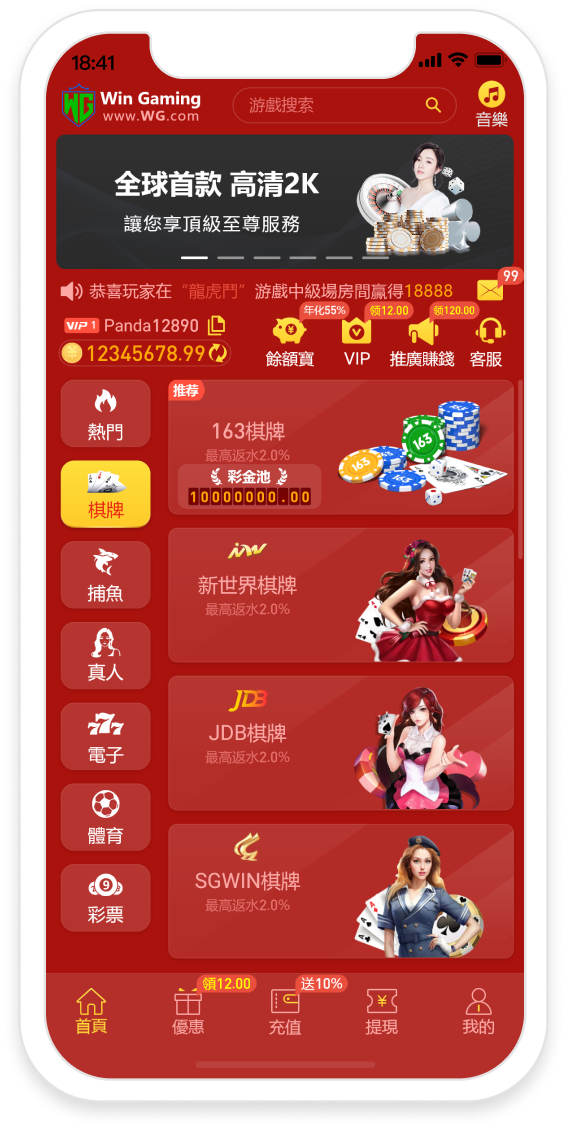 18:41
WG Win Gaming
www.WG.com
游戲搜索
音樂
全球首款 高清2K
讓您享頂級至尊服務
恭喜玩家在“龍虎鬥”游戲中級場房間贏得18888
99
VIP 1 Panda12890
12345678.99
年化55%
餘額寶
VIP
领12.00
推廣賺錢
领120.00
客服
熱門
棋牌
捕魚
真人
777
電子
體育
9
彩票
推荐
163棋牌
最高返水2.0%
彩金池
10000000.00
163
163
新世界棋牌
最高返水2.0%
JDB
JDB棋牌
最高返水2.0%
SGWIN棋牌
最高返水2.0%
首頁
優惠
領12.00
充值
送10%
提現
我的